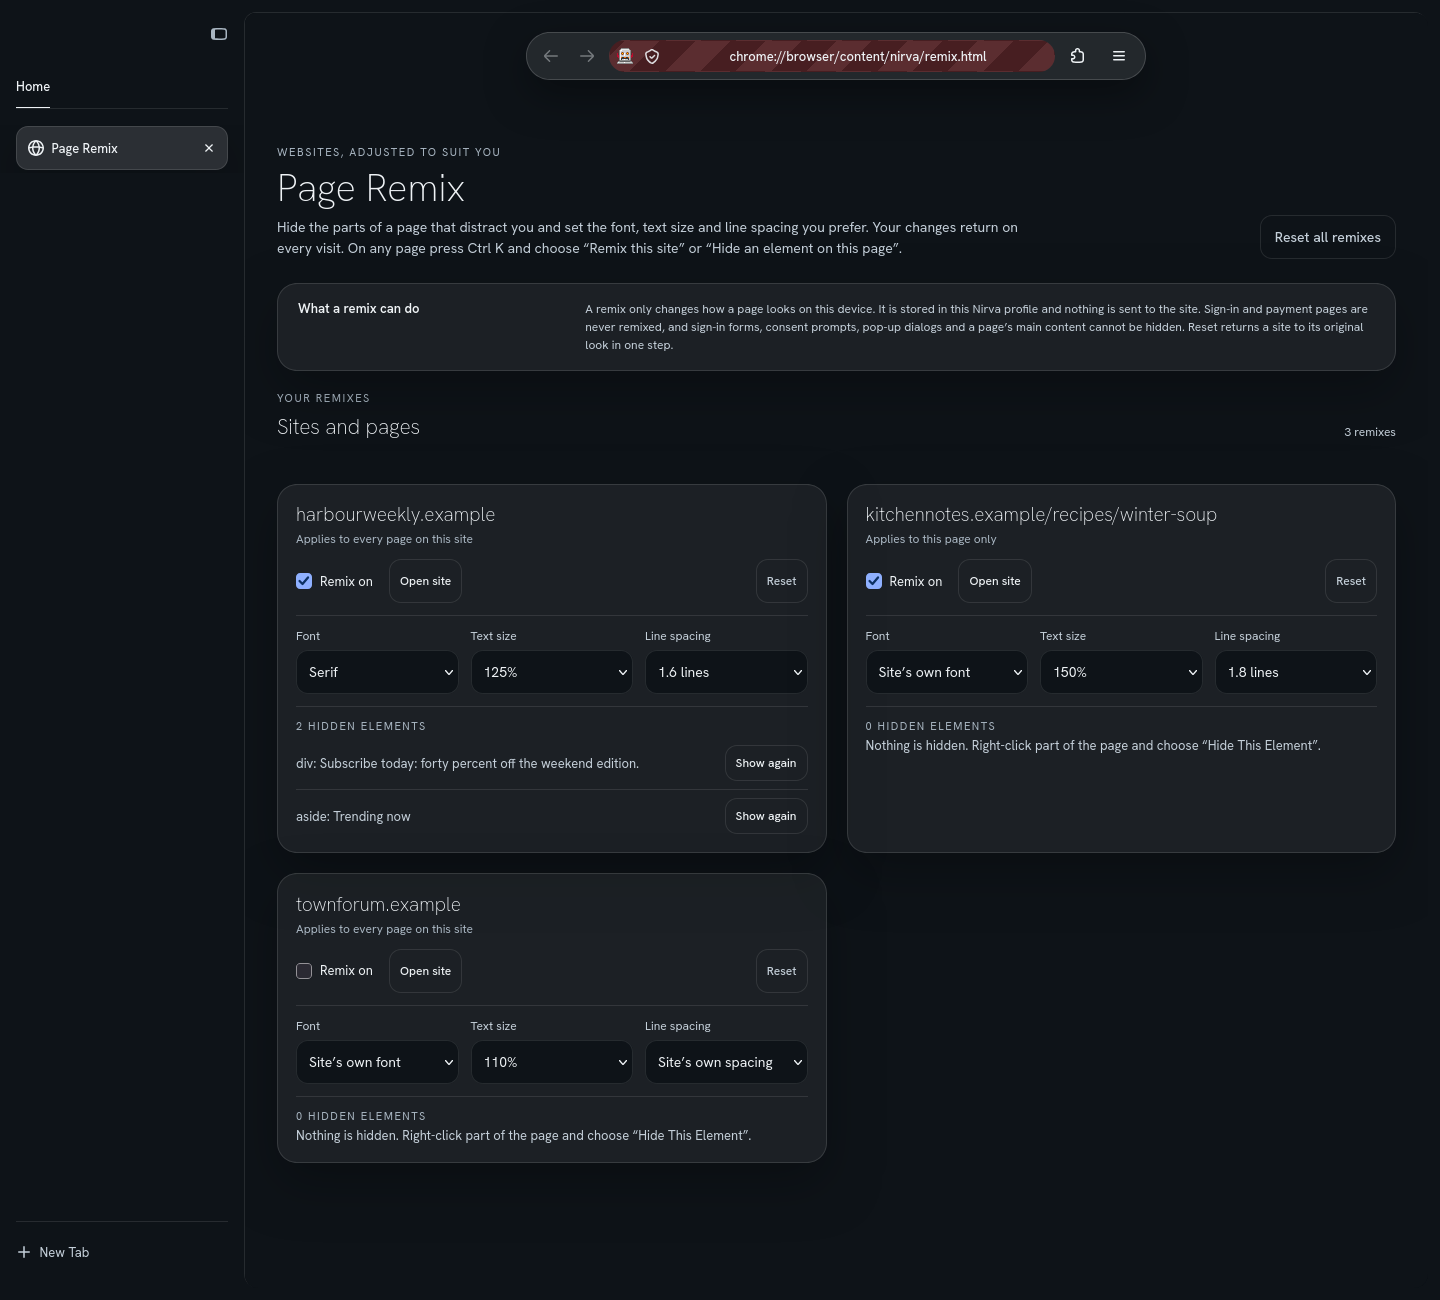 Home
Page Remix
chrome://browser/content/nirva/remix.html
WEBSITES, ADJUSTED TO SUIT YOU
Page Remix
Hide the parts of a page that distract you and set the font, text size and line spacing you prefer. Your changes return on
every visit. On any page press Ctrl K and choose “Remix this site” or “Hide an element on this page”.
Reset all remixes
What a remix can do
A remix only changes how a page looks on this device. It is stored in this Nirva profile and nothing is sent to the site. Sign-in and payment pages are
never remixed, and sign-in forms, consent prompts, pop-up dialogs and a page’s main content cannot be hidden. Reset returns a site to its original
look in one step.
YOUR REMIXES
Sites and pages
3 remixes
harbourweekly.example
Applies to every page on this site
Remix on
Open site
Reset
Font
Text size
Line spacing
Serif
125%
1.6 lines
2 HIDDEN ELEMENTS
div: Subscribe today: forty percent off the weekend edition.
Show again
aside: Trending now
Show again
kitchennotes.example/recipes/winter-soup
Applies to this page only
Remix on
Open site
Reset
Font
Text size
Line spacing
Site’s own font
150%
1.8 lines
0 HIDDEN ELEMENTS
Nothing is hidden. Right-click part of the page and choose “Hide This Element”.
townforum.example
Applies to every page on this site
Remix on
Open site
Reset
Font
Text size
Line spacing
Site’s own font
110%
Site’s own spacing
0 HIDDEN ELEMENTS
Nothing is hidden. Right-click part of the page and choose “Hide This Element”.
New Tab